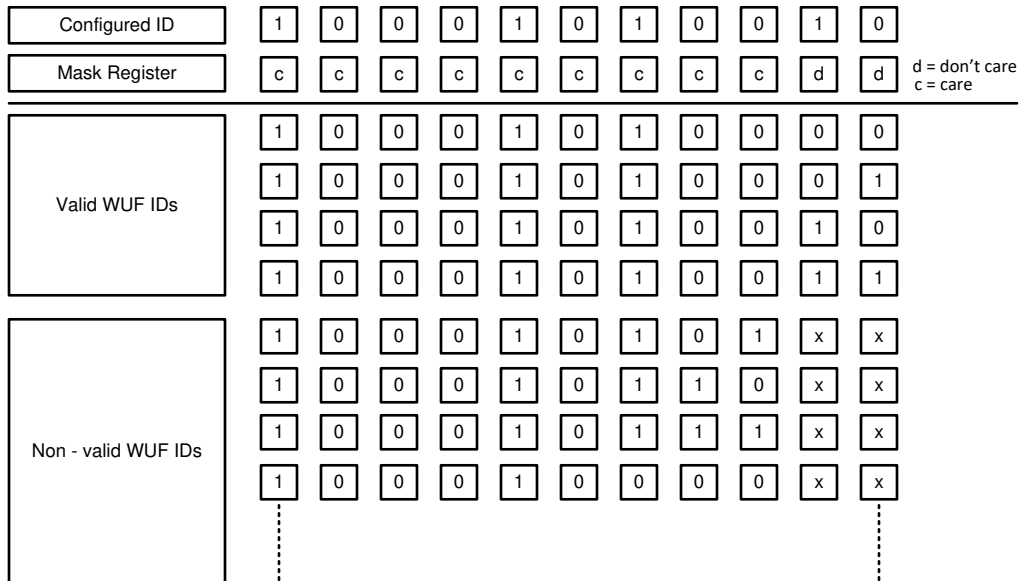 Configured ID 1 0 0 0 1 0 1 0 0 1 0
Mask Register c c c c c c c c c d d d = don't care
c = care
1 0 0 0 1 0 1 0 0 0 0
1 0 0 0 1 0 1 0 0 0 1
Valid WUF IDs
1 0 0 0 1 0 1 0 0 1 0
1 0 0 0 1 0 1 0 0 1 1
1 0 0 0 1 0 1 0 1 x x
1 0 0 0 1 0 1 1 0 x x
1 0 0 0 1 0 1 1 1 x x
Non - valid WUF IDs
1 0 0 0 1 0 0 0 0 x x